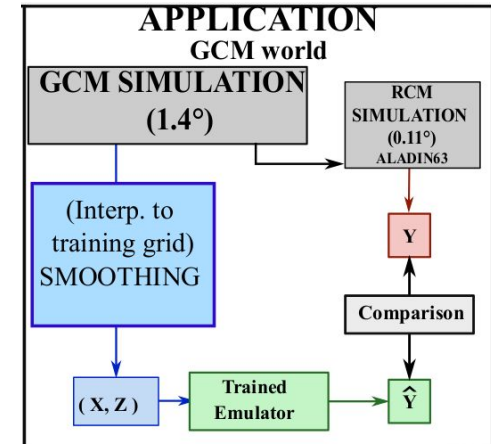 APPLICATION
GCM world
GCM SIMULATION
(1.4°)
RCM
SIMULATION
(0.11°)
ALADIN63
(Interp. to
training grid)
SMOOTHING
Y
Comparison
( X, Z )
Trained
Emulator
Ŷ